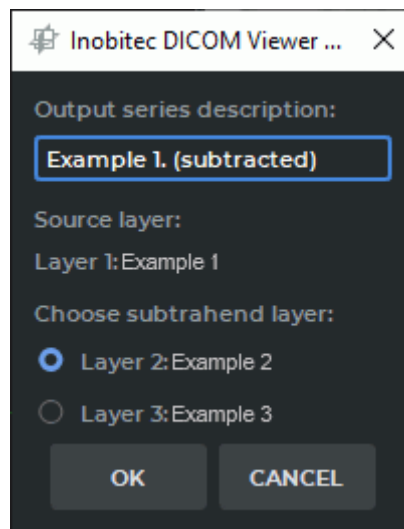 Inobitec DICOM Viewer ...
Output series description:
Example 1. (subtracted)
Source layer:
Layer 1: Example 1
Choose subtrahend layer:
Layer 2: Example 2
Layer 3: Example 3
OK CANCEL